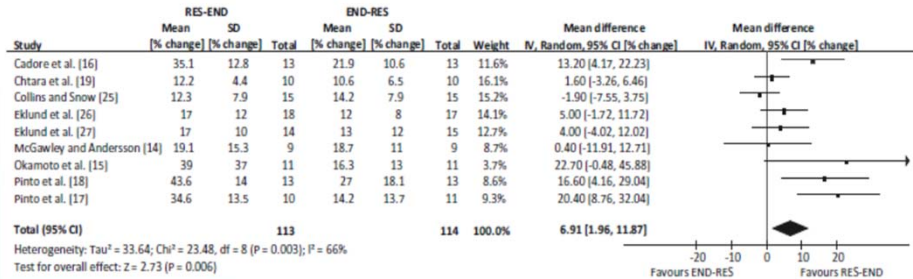 RES-END END-RES
Mean SD Mean SD Mean difference Mean difference
Study [% change] [% change] Total [% change] [% change] Total Weight IV, Random, 95% CI [% change] IV, Random, 95% CI [% change]
Cadore et al. [16] 35.1 12.8 13 21.9 10.6 13 11.6% 13.20 (4.17, 22.23]
Chtara et al. [19] 12.2 4.4 10 10.6 6.5 10 16.6% 1.60 (-3.26, 6.46]
Collins and Snow [25] 12.3 7.9 15 14.2 7.9 15 15.2% -1.90 (-7.55, 3.75]
Eklund et al. [26] 17 12 18 12 8 17 14.1% 5.00 (-1.72, 11.72]
Eklund et al. [27] 17 10 14 13 12 15 12.7% 4.00 (-4.02, 12.02]
McGawley and Andersson [14] 19.1 15.3 9 18.7 11 9 8.7% 0.40 (-11.91, 12.71]
Okamoto et al. [15] 39 37 11 16.3 13 11 3.7% 22.70 (-0.48, 45.88]
Pinto et al. [18] 43.6 14 13 27 18.1 13 8.6% 16.60 (4.16, 29.04]
Pinto et al. [17] 34.6 13.5 10 14.2 13.7 11 9.3% 20.40 (8.76, 32.04]
Total (95% CI) 113 114 100.0% 6.91 [1.96, 11.87]
Heterogeneity: Tau² = 33.64; Chi² = 23.48, df = 8 (P = 0.003); I² = 66%
Test for overall effect: Z = 2.73 (P = 0.006)
-20 -10 0 10 20
Favours END-RES Favours RES-END